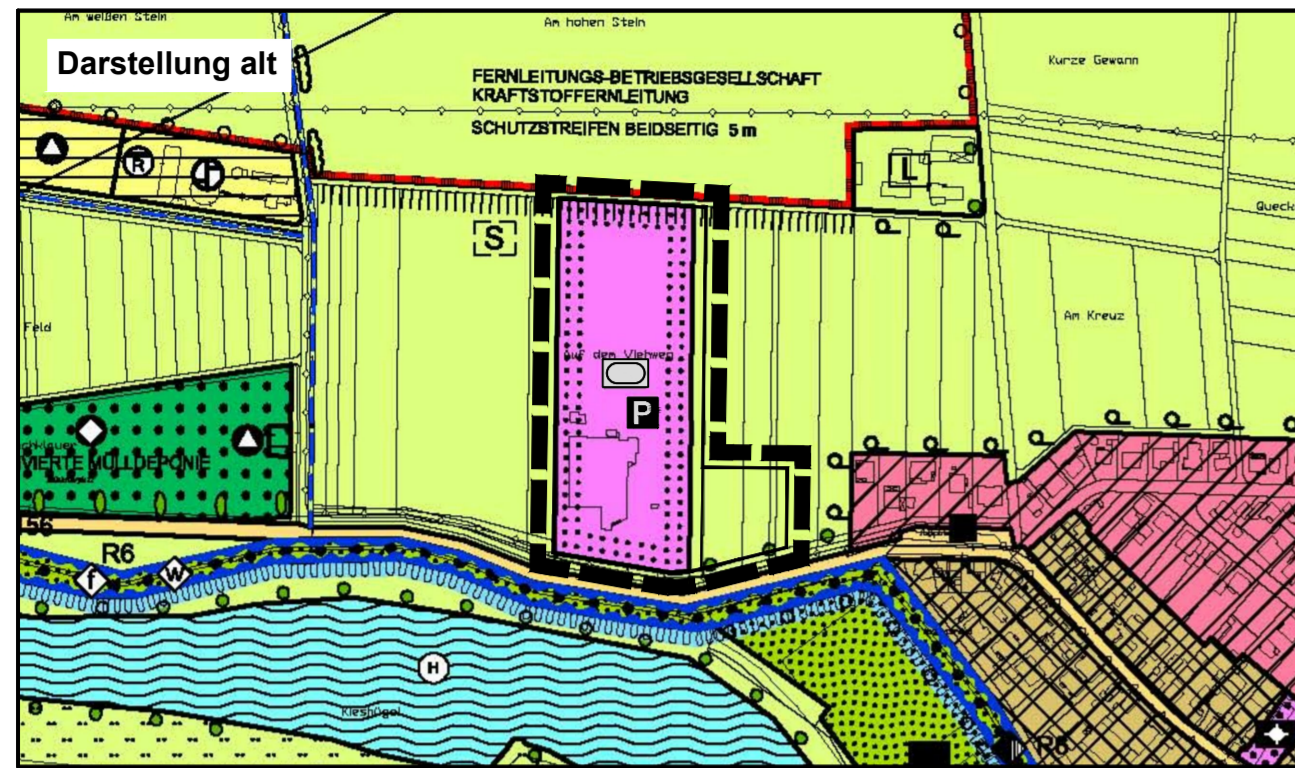 Am weißen Stein
Am hohen Stein
Darstellung alt
Kurze Gewann
FERNLEITUNGS-BETRIEBSGESELLSCHAFT
KRAFTSTOFFERNLEITUNG
SCHUTZSTREIFEN BEIDSEITIG 5 m
R
L
Queck
S
Feld
Am Kreuz
Auf dem Viehweg
P
VIERTE MÜLLDEPONIE
56
R6
f
W
H
Kieshügel
R6